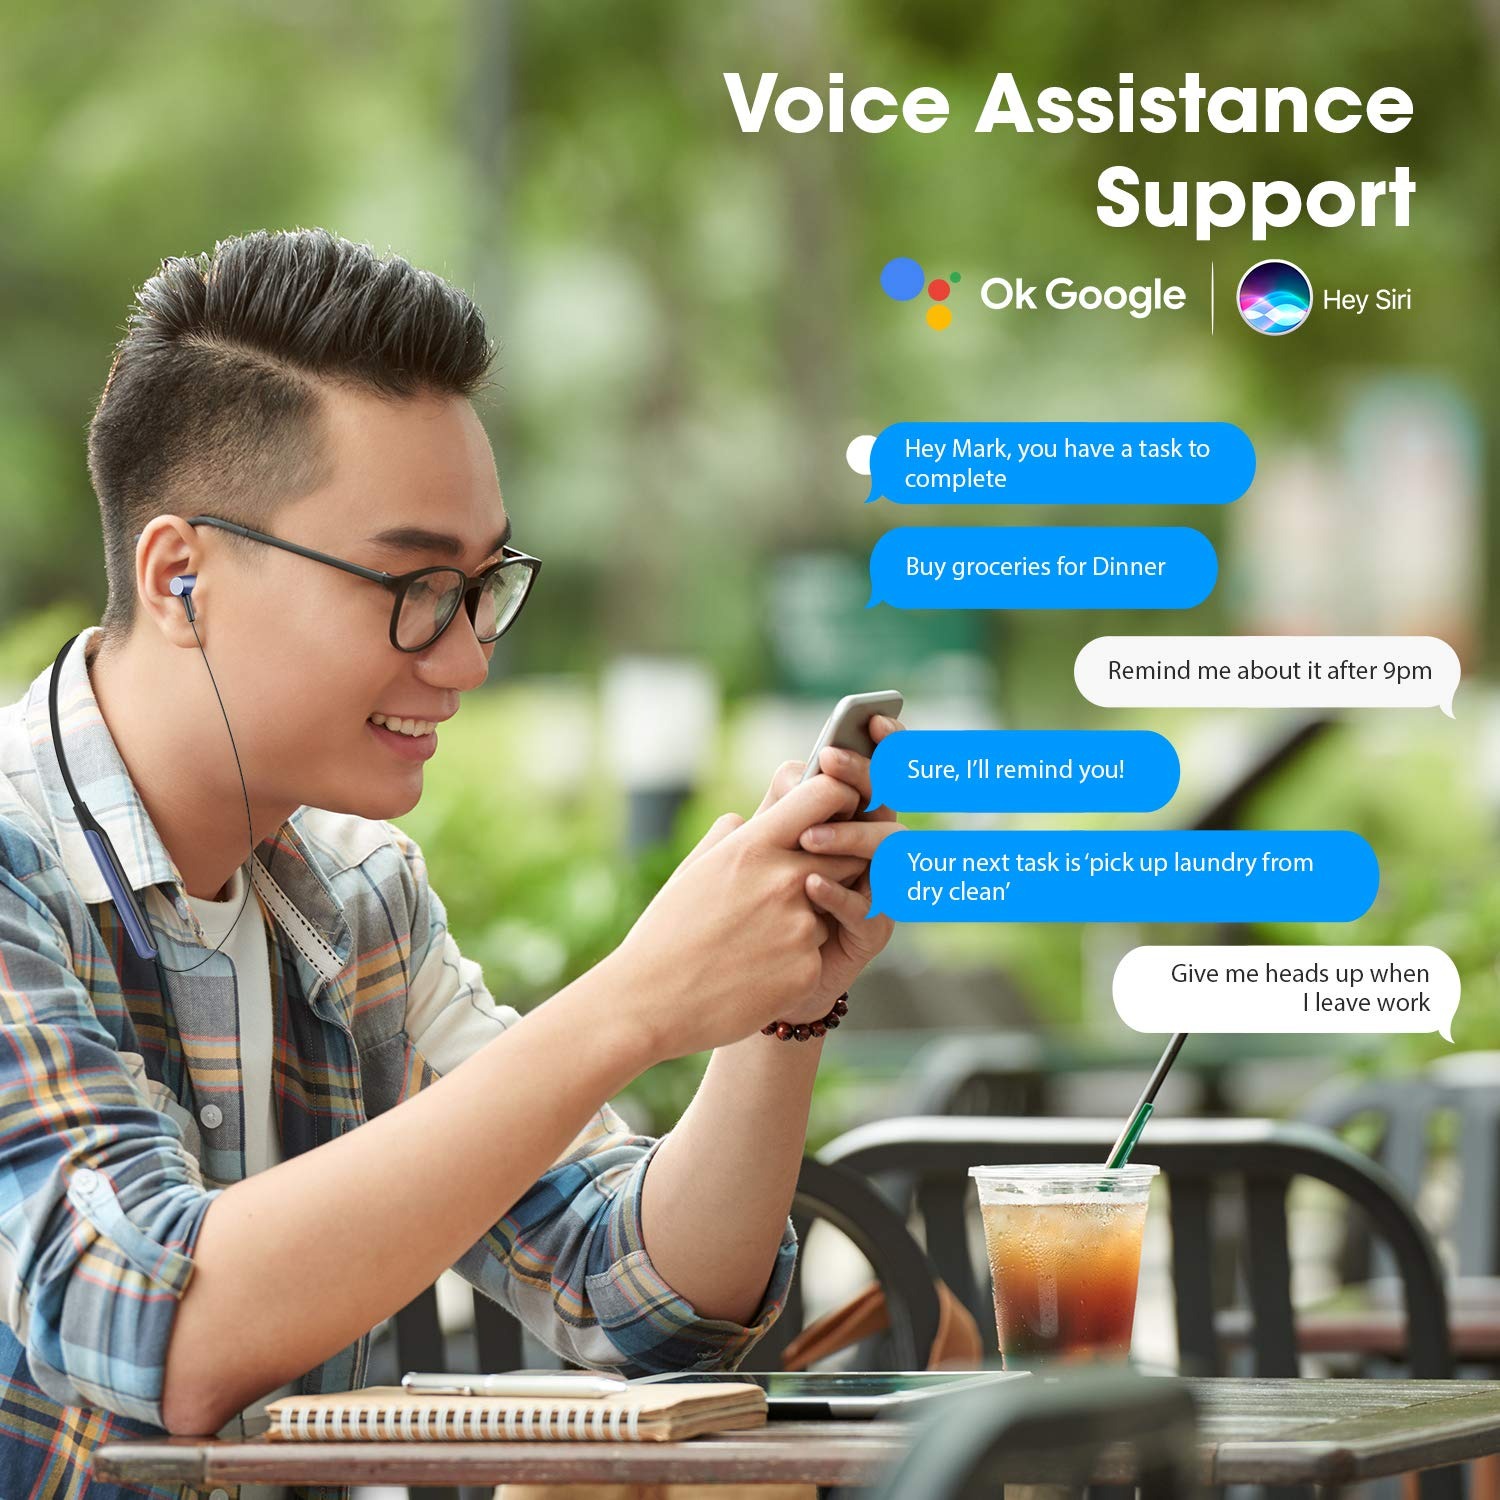 Voice Assistance
Support
Ok Google
Hey Siri
Hey Mark, you have a task to
complete
Buy groceries for Dinner
Remind me about it after 9pm
Sure, I'll remind you!
Your next task is 'pick up laundry from
dry clean'
Give me heads up when
I leave work